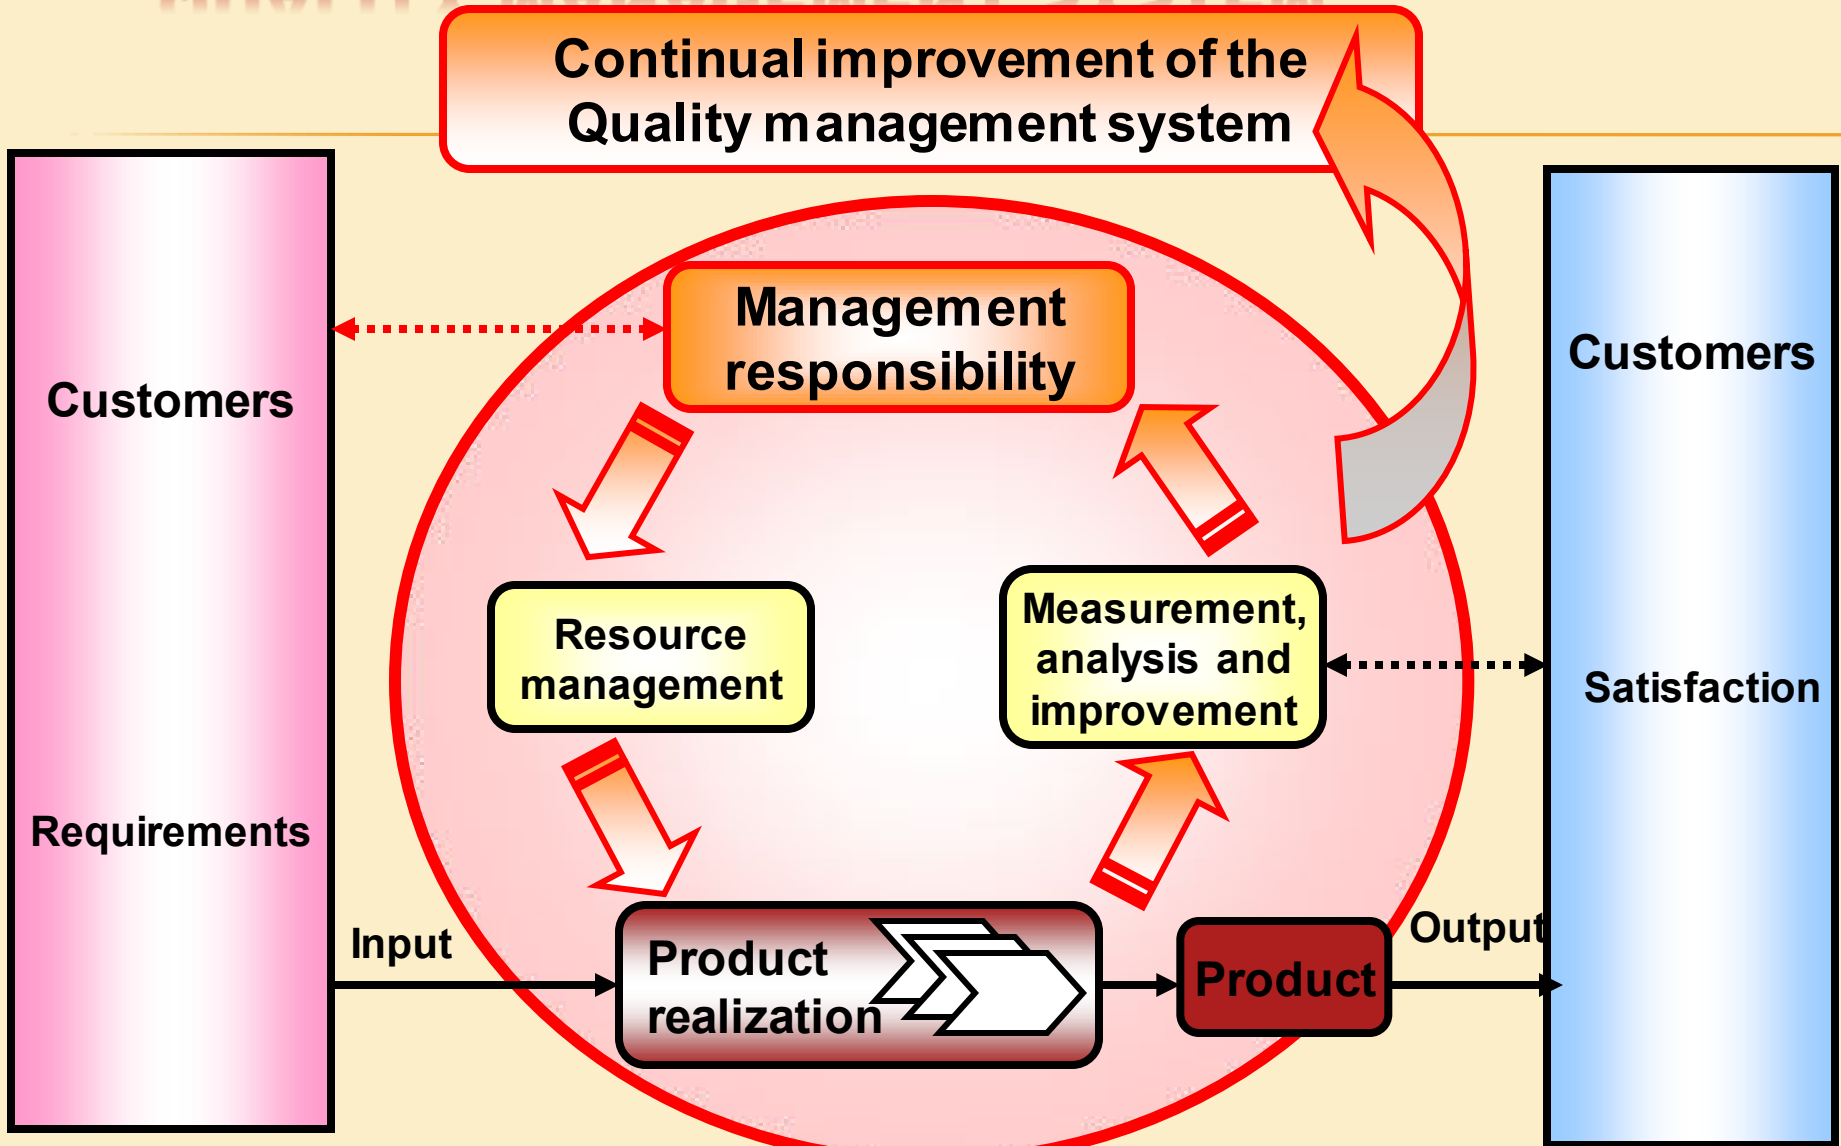 Continual improvement of the
Quality management system
Management
responsibility
Customers
Customers
Resource
management
Measurement,
analysis and
improvement
Satisfaction
Requirements
Input
Product
realization
Product
Output